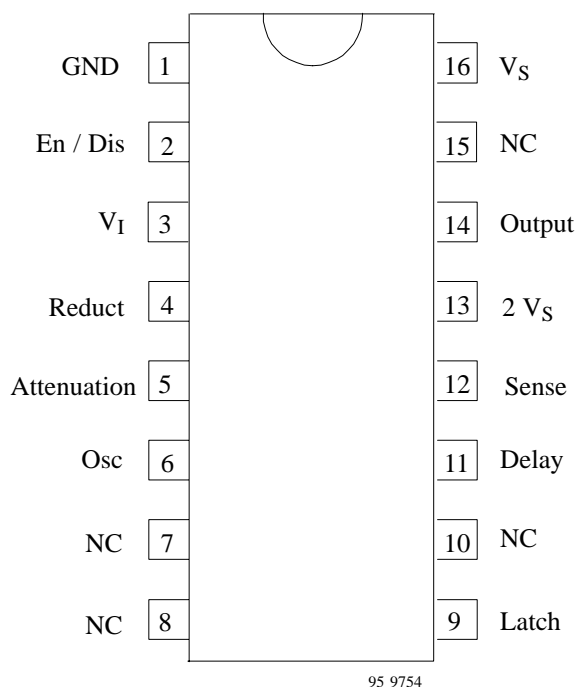 GND 1 16 VS
En / Dis 2 15 NC
VI 3 14 Output
Reduct 4 13 2 VS
Attenuation 5 12 Sense
Osc 6 11 Delay
NC 7 10 NC
NC 8 9 Latch
95 9754